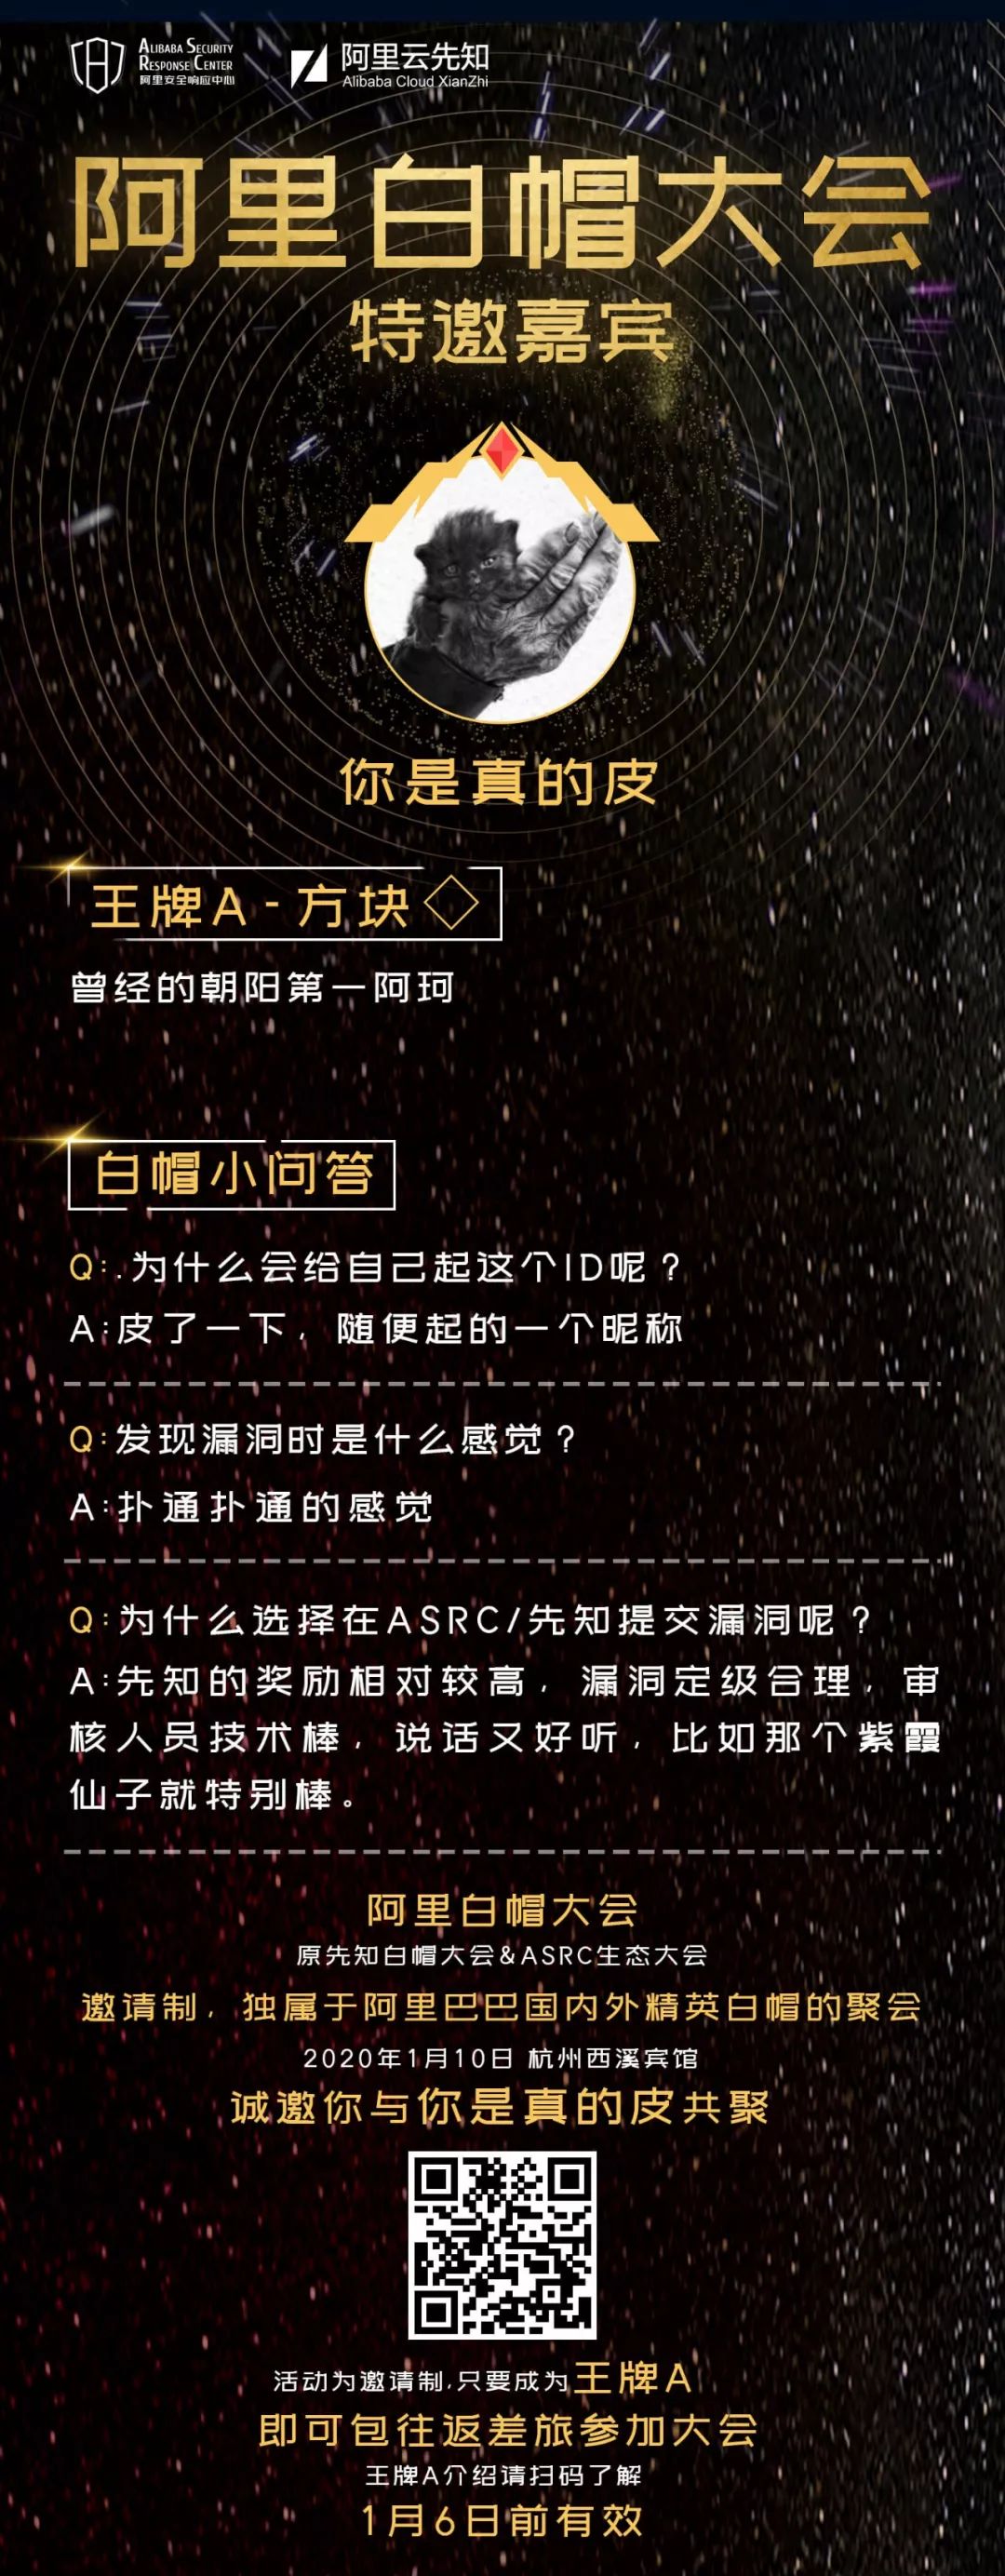 ALIBABA SECURITY
RESPONSE CENTER
阿里安全响应中心
阿里云先知
Alibaba Cloud XianZhi
阿里白帽大会
特邀嘉宾
你是真的皮
王牌A-方块
曾经的朝阳第一阿珂
白帽小问答
Q:.为什么会给自己起这个ID呢？
A:皮了一下，随便起的一个昵称
Q:发现漏洞时是什么感觉？
A:扑通扑通的感觉
Q:为什么选择在ASRC/先知提交漏洞呢？
A:先知的奖励相对较高，漏洞定级合理，审
核人员技术棒，说话又好听，比如那个紫霞
仙子就特别棒。
阿里白帽大会
原先知白帽大会&ASRC生态大会
邀请制，独属于阿里巴巴国内外精英白帽的聚会
2020年1月10日 杭州西溪宾馆
诚邀你与你是真的皮共聚
活动为邀请制,只要成为王牌A
即可包往返差旅参加大会
王牌A介绍请扫码了解
1月6日前有效